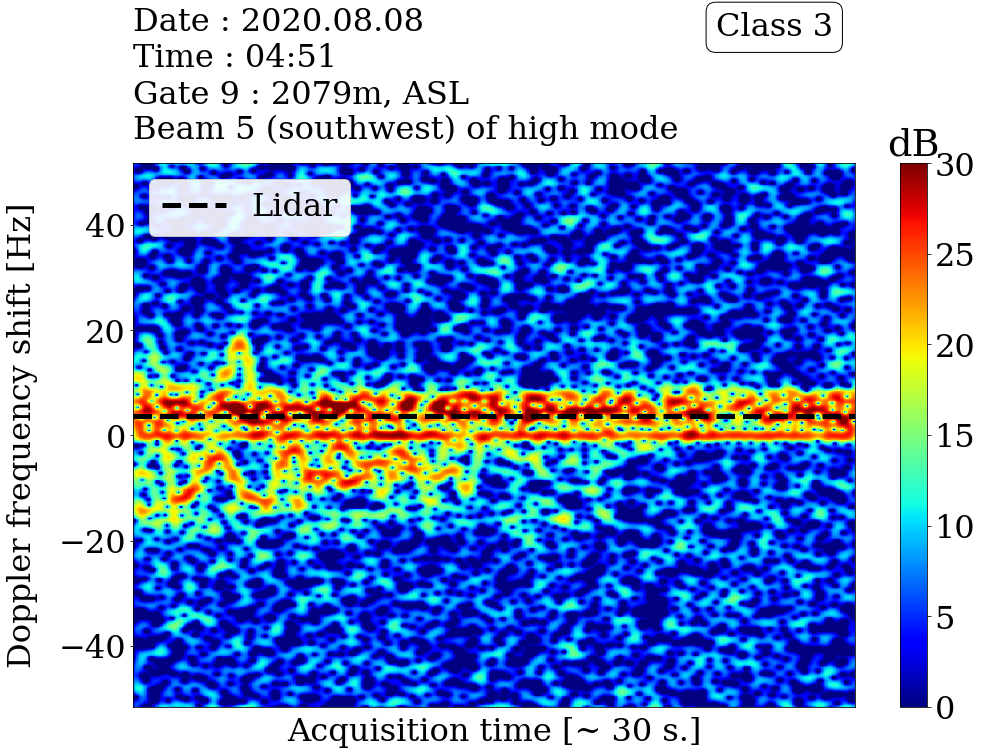 Date : 2020.08.08
Time : 04:51
Gate 9 : 2079m, ASL
Beam 5 (southwest) of high mode
Class 3
dB
Lidar
Doppler frequency shift [Hz]
40
20
0
−20
−40
30
25
20
15
10
5
0
Acquisition time [~ 30 s.]